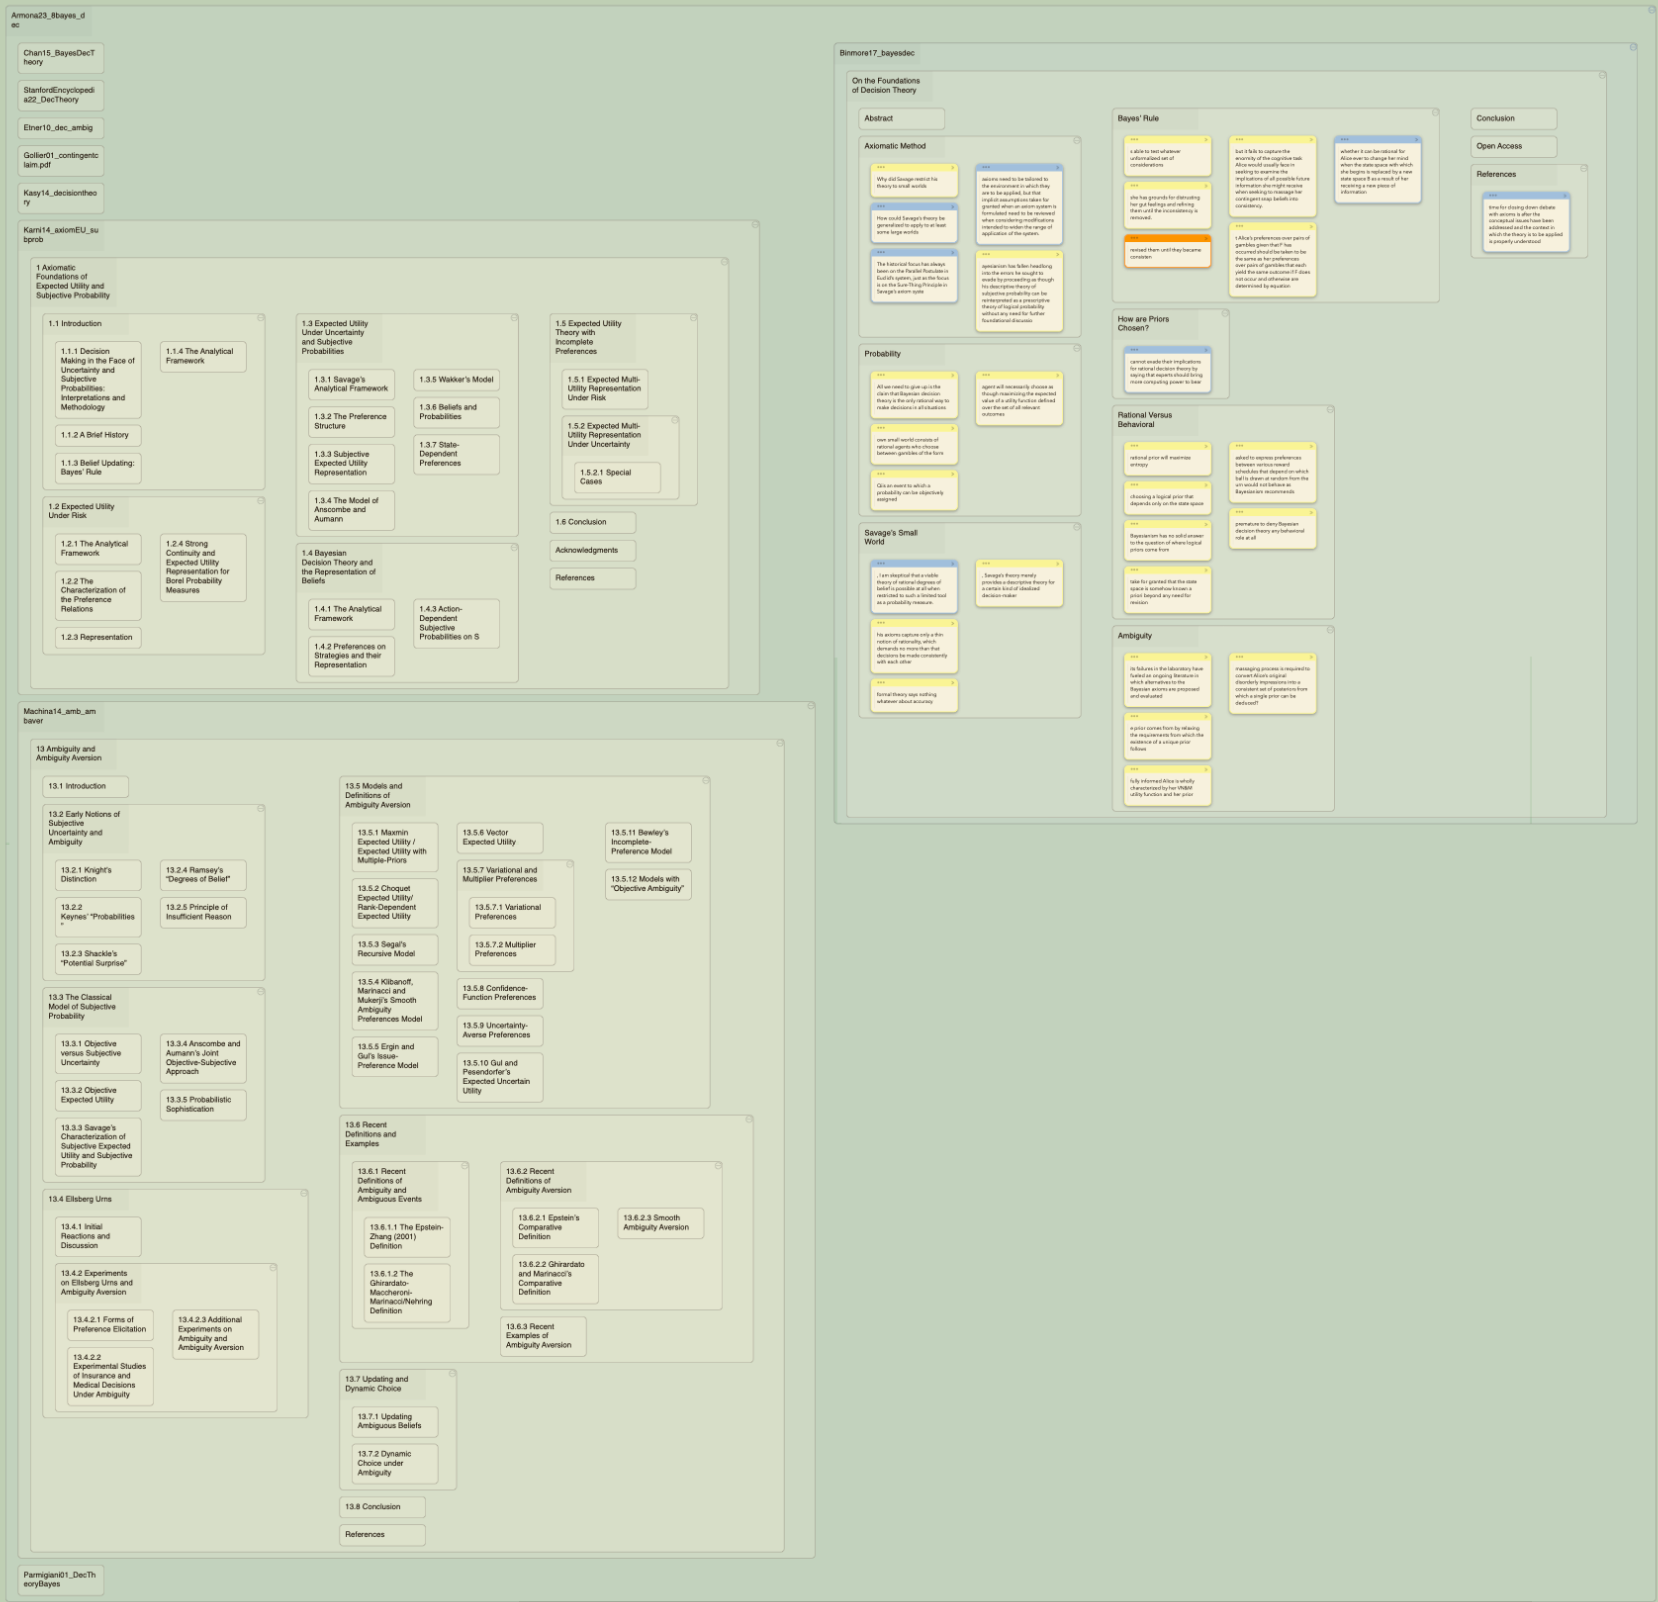 Armona23_8bayes_d
ec
Chan15_BayesDecT
heory
StanfordEncyclopedi
a22_DecTheory
Etner10_dec_ambig
Gollier01_contingentc
laim.pdf
Kasy14_decisiontheo
ry
Karni14_axiomEU_su
bprob
1 Axiomatic
Foundations of
Expected Utility and
Subjective Probability
1.1 Introduction
1.1.1 Decision
Making in the Face of
Uncertainty and
Subjective
Probabilities:
Interpretations and
Methodology
1.1.2 A Brief History
1.1.3 Belief Updating:
Bayes' Rule
1.1.4 The Analytical
Framework
1.2 Expected Utility
Under Risk
1.2.1 The Analytical
Framework
1.2.2 The
Characterization of
the Preference
Relations
1.2.3 Representation
1.2.4 Strong
Continuity and
Expected Utility
Representation for
Borel Probability
Measures
1.3 Expected Utility
Under Uncertainty
and Subjective
Probabilities
1.3.1 Savage's
Analytical Framework
1.3.2 The Preference
Structure
1.3.3 Subjective
Expected Utility
Representation
1.3.4 The Model of
Anscombe and
Aumann
1.3.5 Wakker's Model
1.3.6 Beliefs and
Probabilities
1.3.7 State-
Dependent
Preferences
1.4 Bayesian
Decision Theory and
the Representation of
Beliefs
1.4.1 The Analytical
Framework
1.4.2 Preferences on
Strategies and their
Representation
1.4.3 Action-
Dependent
Subjective
Probabilities on S
1.5 Expected Utility
Theory with
Incomplete
Preferences
1.5.1 Expected Multi-
Utility Representation
Under Risk
1.5.2 Expected Multi-
Utility Representation
Under Uncertainty
1.5.2.1 Special
Cases
1.6 Conclusion
Acknowledgments
References
Machina14_amb_am
baver
13 Ambiguity and
Ambiguity Aversion
13.1 Introduction
13.2 Early Notions of
Subjective
Uncertainty and
Ambiguity
13.2.1 Knight's
Distinction
13.2.2
Keynes' "Probabilities
"
13.2.3 Shackle's
"Potential Surprise"
13.2.4 Ramsey's
"Degrees of Belief"
13.2.5 Principle of
Insufficient Reason
13.3 The Classical
Model of Subjective
Probability
13.3.1 Objective
versus Subjective
Uncertainty
13.3.2 Objective
Expected Utility
13.3.3 Savage's
Characterization of
Subjective Expected
Utility and Subjective
Probability
13.3.4 Anscombe and
Aumann's Joint
Objective-Subjective
Approach
13.3.5 Probabilistic
Sophistication
13.4 Ellsberg Urns
13.4.1 Initial
Reactions and
Discussion
13.4.2 Experiments
on Ellsberg Urns and
Ambiguity Aversion
13.4.2.1 Forms of
Preference Elicitation
13.4.2.2
Experimental Studies
of Insurance and
Medical Decisions
Under Ambiguity
13.4.2.3 Additional
Experiments on
Ambiguity and
Ambiguity Aversion
13.5 Models and
Definitions of
Ambiguity Aversion
13.5.1 Maxmin
Expected Utility /
Expected Utility with
Multiple-Priors
13.5.2 Choquet
Expected Utility/
Rank-Dependent
Expected Utility
13.5.3 Segal's
Recursive Model
13.5.4 Klibanoff,
Marinacci and
Mukerji's Smooth
Ambiguity
Preferences Model
13.5.5 Ergin and
Gul's Issue-
Preference Model
13.5.6 Vector
Expected Utility
13.5.7 Variational and
Multiplier Preferences
13.5.7.1 Variational
Preferences
13.5.7.2 Multiplier
Preferences
13.5.8 Confidence-
Function Preferences
13.5.9 Uncertainty-
Averse Preferences
13.5.10 Gul and
Pesendorfer's
Expected Uncertain
Utility
13.5.11 Bewley's
Incomplete-
Preference Model
13.5.12 Models with
"Objective Ambiguity"
13.6 Recent
Definitions and
Examples
13.6.1 Recent
Definitions of
Ambiguity and
Ambiguous Events
13.6.1.1 The Epstein-
Zhang (2001)
Definition
13.6.1.2 The
Ghirardato-
Maccheroni-
Marinacci/Nehring
Definition
13.6.2 Recent
Definitions of
Ambiguity Aversion
13.6.2.1 Epstein's
Comparative
Definition
13.6.2.2 Ghirardato
and Marinacci's
Comparative
Definition
13.6.2.3 Smooth
Ambiguity Aversion
13.6.3 Recent
Examples of
Ambiguity Aversion
13.7 Updating and
Dynamic Choice
13.7.1 Updating
Ambiguous Beliefs
13.7.2 Dynamic
Choice under
Ambiguity
13.8 Conclusion
References
Parmigiani01_DecTh
eoryBayes
Binmore17_bayesdec
On the Foundations
of Decision Theory
Abstract
Axiomatic Method
Why did Savage restrict his
theory to small worlds
How could Savage's theory be
generalized to apply to at least
some large worlds
The historical focus has always
been on the Parallel Postulate in
Euclid's system, just as the focus
is on the Sure-Thing Principle in
Savage's axiom syste
axioms need to be tailored to
the environment in which they
are to be applied, but that
implicit assumptions taken for
granted when an axiom system is
formulated need to be reviewed
when considering modifications
intended to widen the range of
application of the system.
ayesianism has fallen headlong
into the errors he sought to
evade by proceeding as though
his descriptive theory of
subjective probability can be
reinterpreted as a prescriptive
theory of logical probability
without any need for further
foundational discussio
Probability
All we need to give up is the
claim that Bayesian decision
theory is the only rational way to
make decisions in all situations
own small world consists of
rational agents who choose
between gambles of the form
G) is an event to which a
probability can be objectively
assigned
agent will necessarily choose as
though maximizing the expected
value of a utility function defined
over the set of all relevant
outcomes
Savage's Small
World
. I am skeptical that a viable
theory of rational degrees of
belief is possible at all when
restricted to such a limited tool
as a probability measure.
his axioms capture only a thin
notion of rationality, which
demands no more than that
decisions be made consistently
with each other
formal theory says nothing
whatever about accuracy
, Savage's theory merely
provides a descriptive theory for
a certain kind of idealized
decision-maker
Bayes' Rule
s able to test whatever
unformalized set of
considerations
she has grounds for distrusting
her gut feelings and refining
them until the inconsistency is
removed.
revised them until they became
consisten
but it fails to capture the
enormity of the cognitive task
Alice would usually face in
seeking to examine the
implications of all possible future
information she might receive
when seeking to massage her
contingent snap beliefs into
consistency.
t Alice's preferences over pairs of
gambles given that F has
occurred should be taken to be
the same as her preferences
over pairs of gambles that each
yield the same outcome if F does
not occur and otherwise are
determined by equation
whether it can be rational for
Alice ever to change her mind
when the state space with which
she begins is replaced by a new
state space B as a result of her
receiving a new piece of
information
How are Priors
Chosen?
cannot evade their implications
for rational decision theory by
saying that experts should bring
more computing power to bear
Rational Versus
Behavioral
rational prior will maximize
entropy
choosing a logical prior that
depends only on the state space
Bayesianism has no solid answer
to the question of where logical
priors come from
take for granted that the state
space is somehow known a
priori beyond any need for
revision
asked to express preferences
between various reward
schedules that depend on which
ball is drawn at random from the
urn would not behave as
Bayesianism recommends
premature to deny Bayesian
decision theory any behavioral
role at all
Ambiguity
its failures in the laboratory have
fueled an ongoing literature in
which alternatives to the
Bayesian axioms are proposed
and evaluated
e prior comes from by relaxing
the requirements from which the
existence of a unique prior
follows
fully informed Alice is wholly
characterized by her VN&M
utility function and her prior
massaging process is required to
convert Alice's original
disorderly impressions into a
consistent set of posteriors from
which a single prior can be
deduced?
Conclusion
Open Access
References
time for closing down debate
with axioms is after the
conceptual issues have been
addressed and the context in
which the theory is to be applied
is properly understood